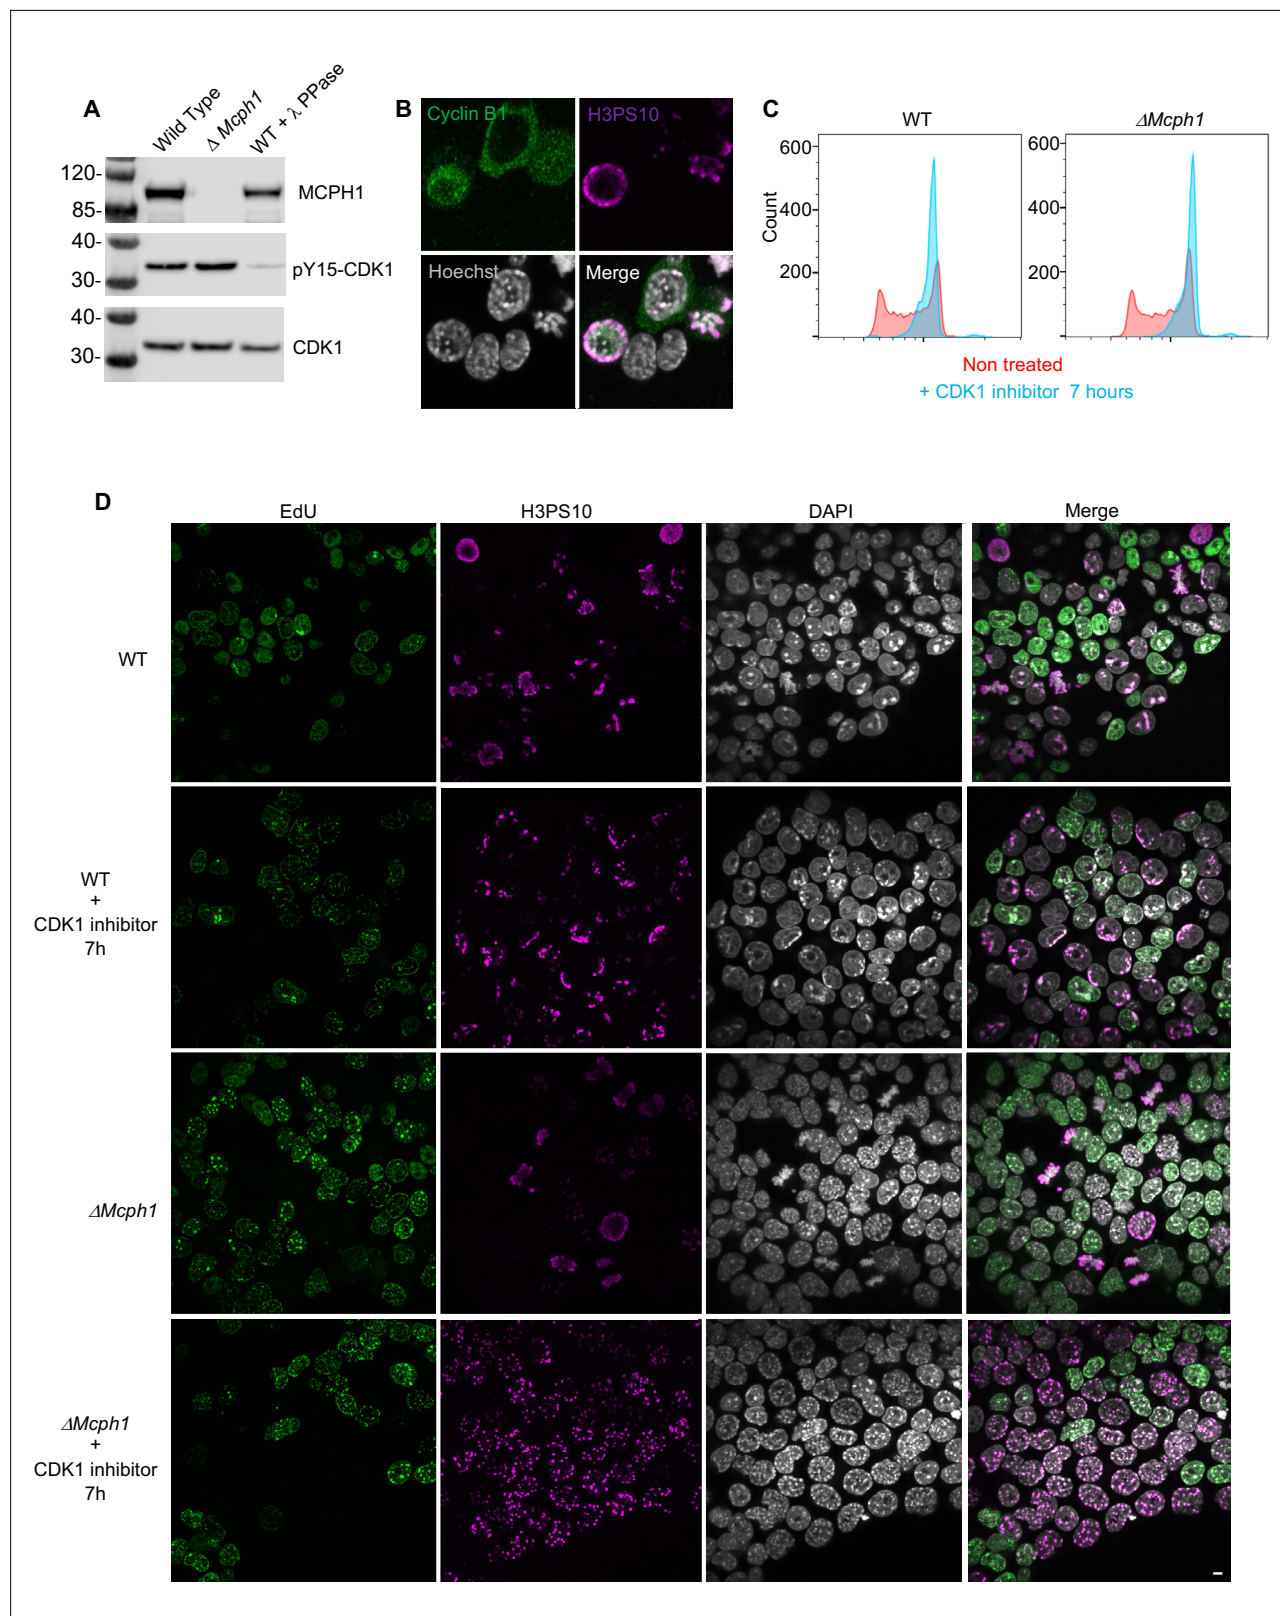 A
Wild Type
Δ Mcph1
WT + λ PPase
120-
85-
MCPH1
40-
30-
pY15-CDK1
40-
30-
CDK1
B
Cyclin B1
H3PS10
Hoechst
Merge
C
WT
ΔMcph1
Count
600
400
200
600
400
200
Non treated
+ CDK1 inhibitor 7 hours
D
EdU
H3PS10
DAPI
Merge
WT
WT
+
CDK1 inhibitor
7h
ΔMcph1
ΔMcph1
+
CDK1 inhibitor
7h